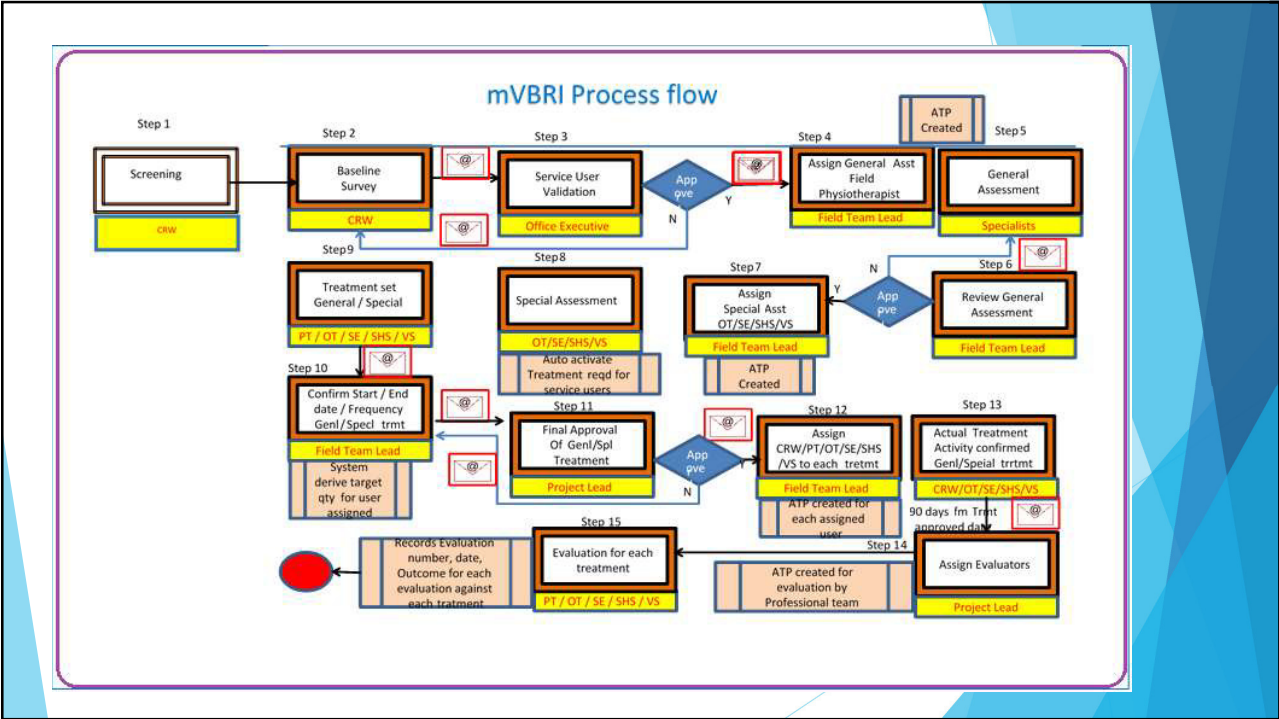 mVBRI Process flow
Step 1
Screening
CRW
Step 2
Baseline
Survey
CRW
@
@
Step 3
Service User
Validation
Office Executive
App
ove
N
Y
@
Step 4
Assign General Asst
Field
Physiotherapist
Field Team Lead
ATP
Created
Step 5
General
Assessment
Specialists
@
Step 6
Review General
Assessment
Field Team Lead
N
App
ove
Y
Step7
Assign
Special Asst
OT/SE/SHS/VS
Field Team Lead
ATP
Created
Step8
Special Assessment
OT/SE/SHS/VS
Auto activate
Treatment reqd for
service users
Step9
Treatment set
General / Special
PT / OT / SE / SHS / VS
@
Step 10
Confirm Start / End
date / Frequency
Genl/Specl trmt
Field Team Lead
System
derive target
qty for user
assigned
@
@
Step 11
Final Approval
Of Genl/Spl
Treatment
Project Lead
App
ove
Y
N
@
Step 12
Assign
CRW/PT/OT/SE/SHS
/VS to each tretmt
Field Team Lead
ATP created for
each assigned
user
Step 13
Actual Treatment
Activity confirmed
Genl/Speial trrtmt
CRW/OT/SE/SHS/VS
90 days fm Trmt
approved dat
@
Step 14
Assign Evaluators
Project Lead
ATP created for
evaluation by
Professional team
Step 15
Evaluation for each
treatment
PT / OT / SE / SHS / VS
Records Evaluation
number, date,
Outcome for each
evaluation against
each tratment